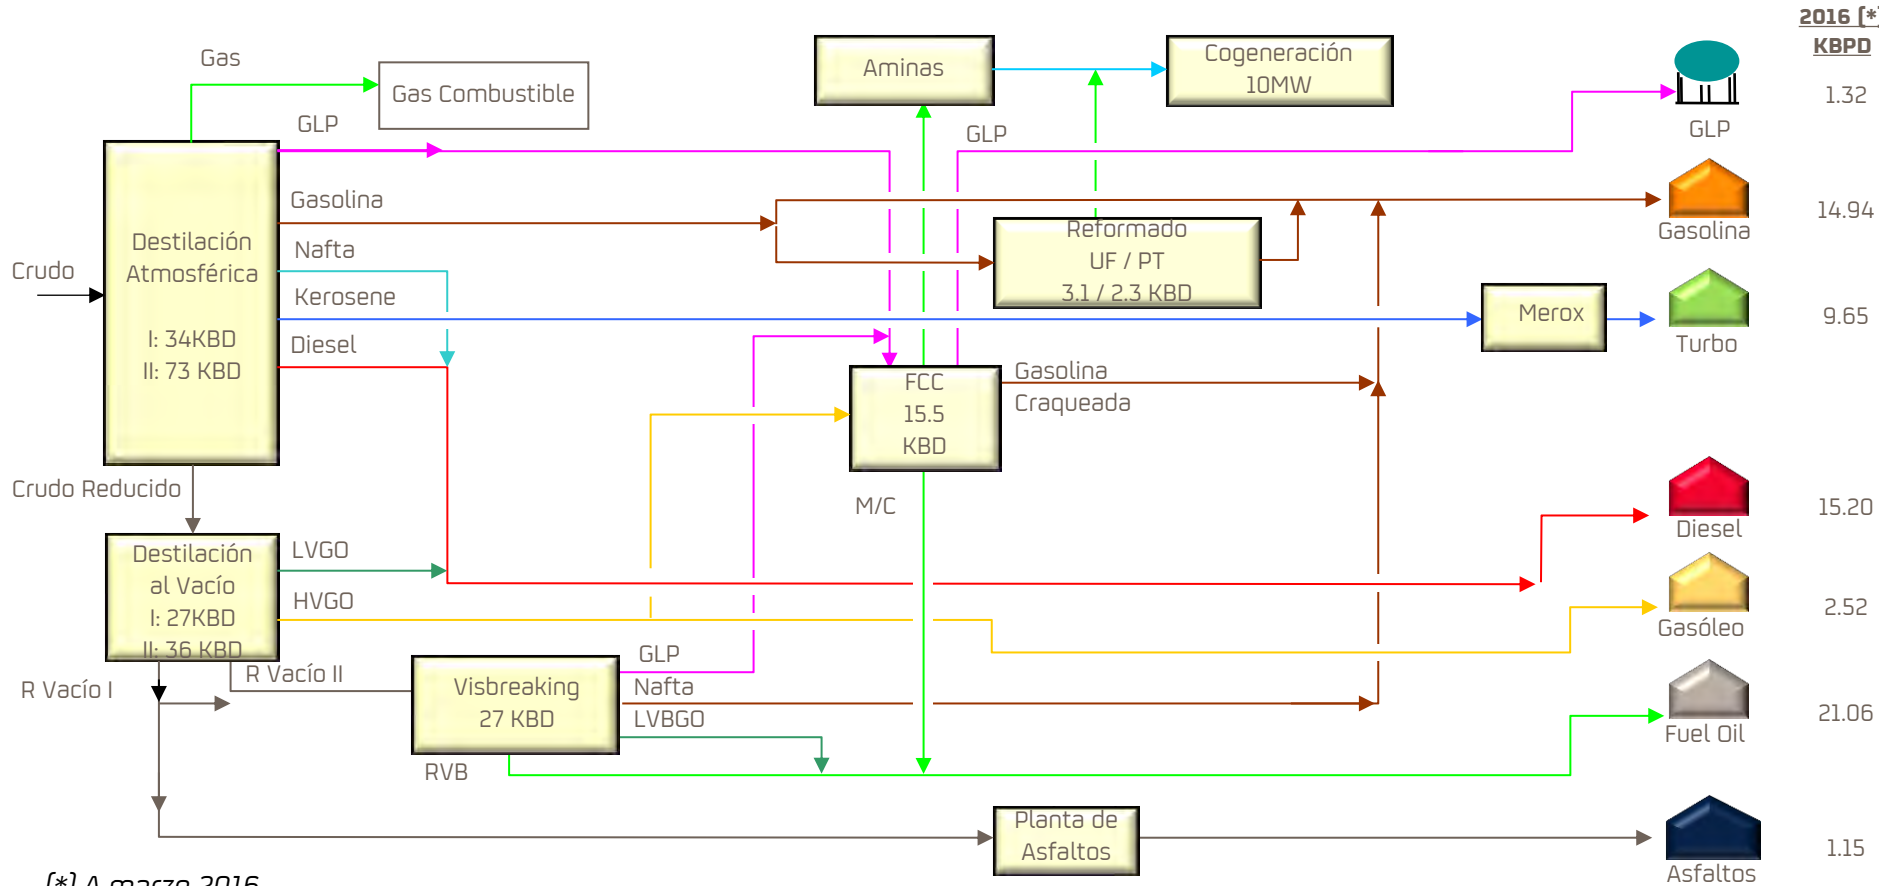 2016 (*)
KBPD
Gas
Gas Combustible
Aminas
Cogeneración
10MW
1.32
GLP
GLP
GLP
Gasolina
14.94
Gasolina
Destilación
Atmosférica
I: 34KBD
II: 73 KBD
Nafta
Reformado
UF / PT
3.1 / 2.3 KBD
Crudo
Kerosene
Merox
9.65
Turbo
Diesel
FCC
15.5
KBD
Gasolina
Craqueada
Crudo Reducido
M/C
15.20
Diesel
Destilación
al Vacío
I: 27KBD
II: 36 KBD
LVGO
HVGO
2.52
Gasóleo
R Vacío I
R Vacío II
Visbreaking
27 KBD
GLP
Nafta
LVBGO
RVB
21.06
Fuel Oil
Planta de
Asfaltos
1.15
Asfaltos
(*) A marzo 2016